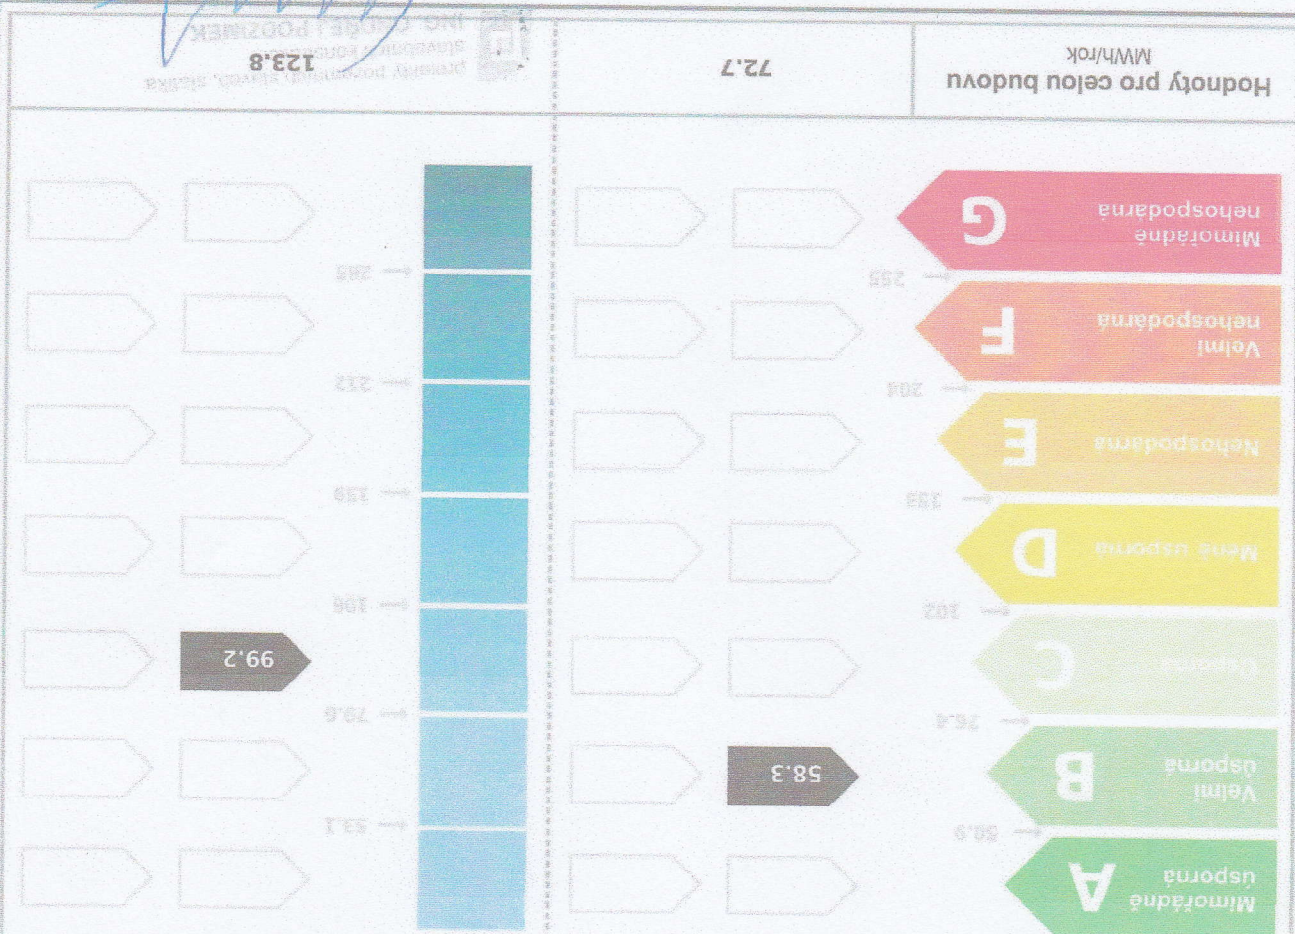 Mimořádně
úsporná
A
50.9
53.1
Velmi
úsporná
B
58.3
76.4
79.6
Úsporná
C
99.2
102
106
Méně úsporná
D
153
159
Nehospodárná
E
204
212
Velmi
nehospodárná
F
255
265
Mimořádně
nehospodárná
G
Hodnoty pro celou budovu
MWh/rok
72.7
123.8